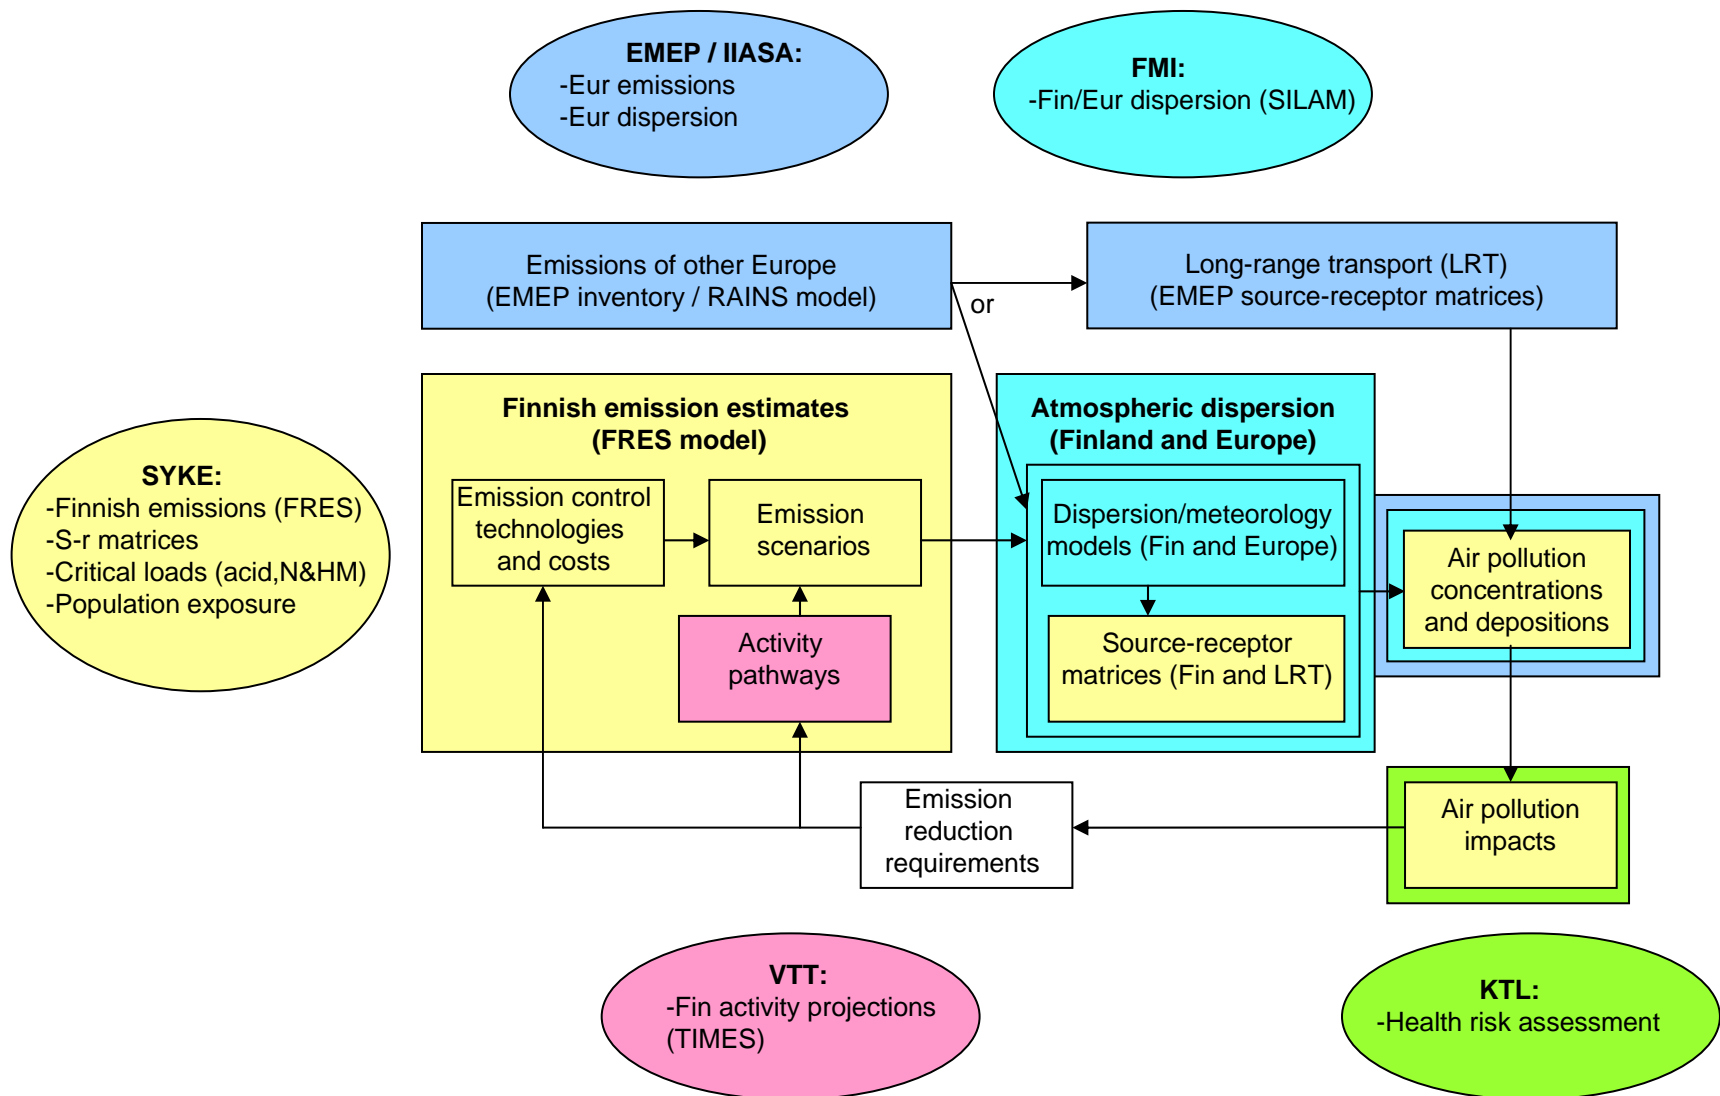 EMEP / IIASA:
-Eur emissions
-Eur dispersion
FMI:
-Fin/Eur dispersion (SILAM)
Emissions of other Europe
(EMEP inventory / RAINS model)
or
Long-range transport (LRT)
(EMEP source-receptor matrices)
SYKE:
-Finnish emissions (FRES)
-S-r matrices
-Critical loads (acid,N&HM)
-Population exposure
Finnish emission estimates
(FRES model)
Emission control
technologies
and costs
Emission
scenarios
Activity
pathways
Atmospheric dispersion
(Finland and Europe)
Dispersion/meteorology
models (Fin and Europe)
Source-receptor
matrices (Fin and LRT)
Air pollution
concentrations
and depositions
Emission
reduction
requirements
Air pollution
impacts
VTT:
-Fin activity projections
(TIMES)
KTL:
-Health risk assessment